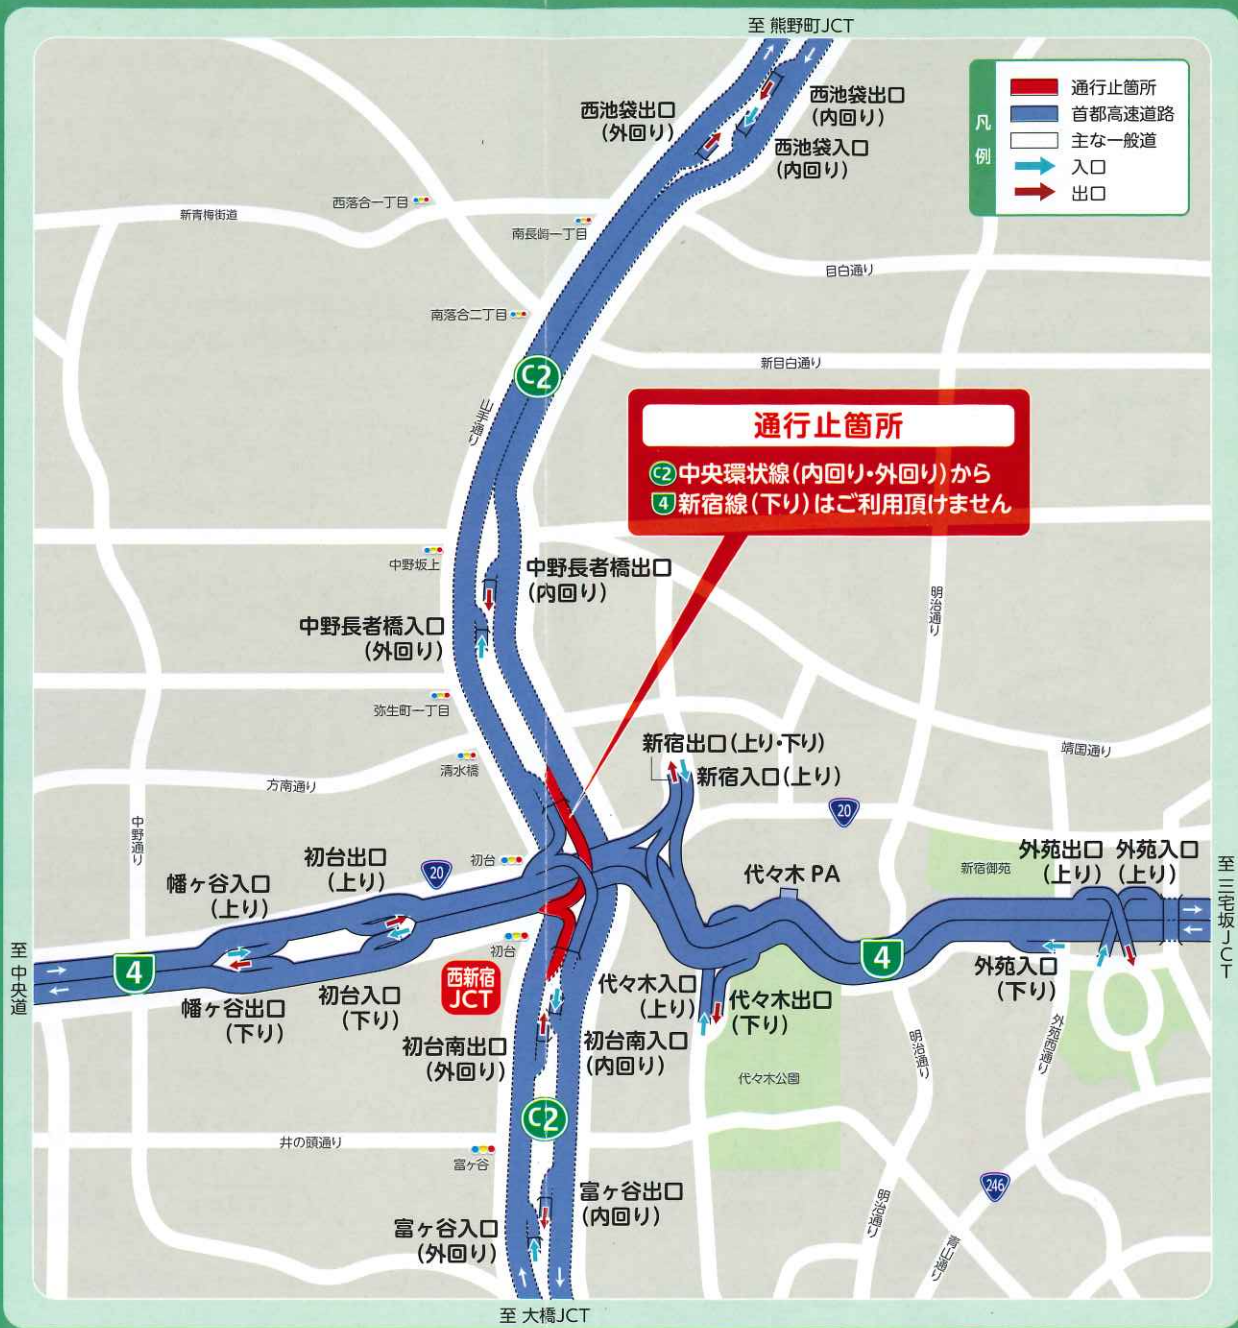 至 熊野町JCT
凡例
通行止箇所
首都高速道路
主な一般道
入口
出口
西池袋出口
(外回り)
西池袋出口
(内回り)
西池袋入口
(内回り)
西落合一丁目
新青梅街道
南長崎一丁目
目白通り
南落合二丁目
新目白通り
C2
山手通り
通行止箇所
C2 中央環状線(内回り・外回り)から
4 新宿線(下り)はご利用頂けません
中野坂上
中野長者橋出口
(内回り)
明治通り
中野長者橋入口
(外回り)
弥生町一丁目
新宿出口(上り・下り)
新宿入口(上り)
靖国通り
清水橋
方南通り
20
中野通り
初台出口
(上り)
20
初台
代々木 PA
新宿御苑
外苑出口
(上り)
外苑入口
(上り)
至 三宅坂JCT
幡ヶ谷入口
(上り)
至 中央道
4
初台
4
西新宿
JCT
外苑入口
(下り)
代々木入口
(上り)
代々木出口
(下り)
幡ヶ谷出口
(下り)
初台入口
(下り)
初台南出口
(外回り)
初台南入口
(内回り)
明治通り
外苑西通り
代々木公園
C2
井の頭通り
富ヶ谷
富ヶ谷出口
(内回り)
富ヶ谷入口
(外回り)
246
明治通り
青山通り
至 大橋JCT